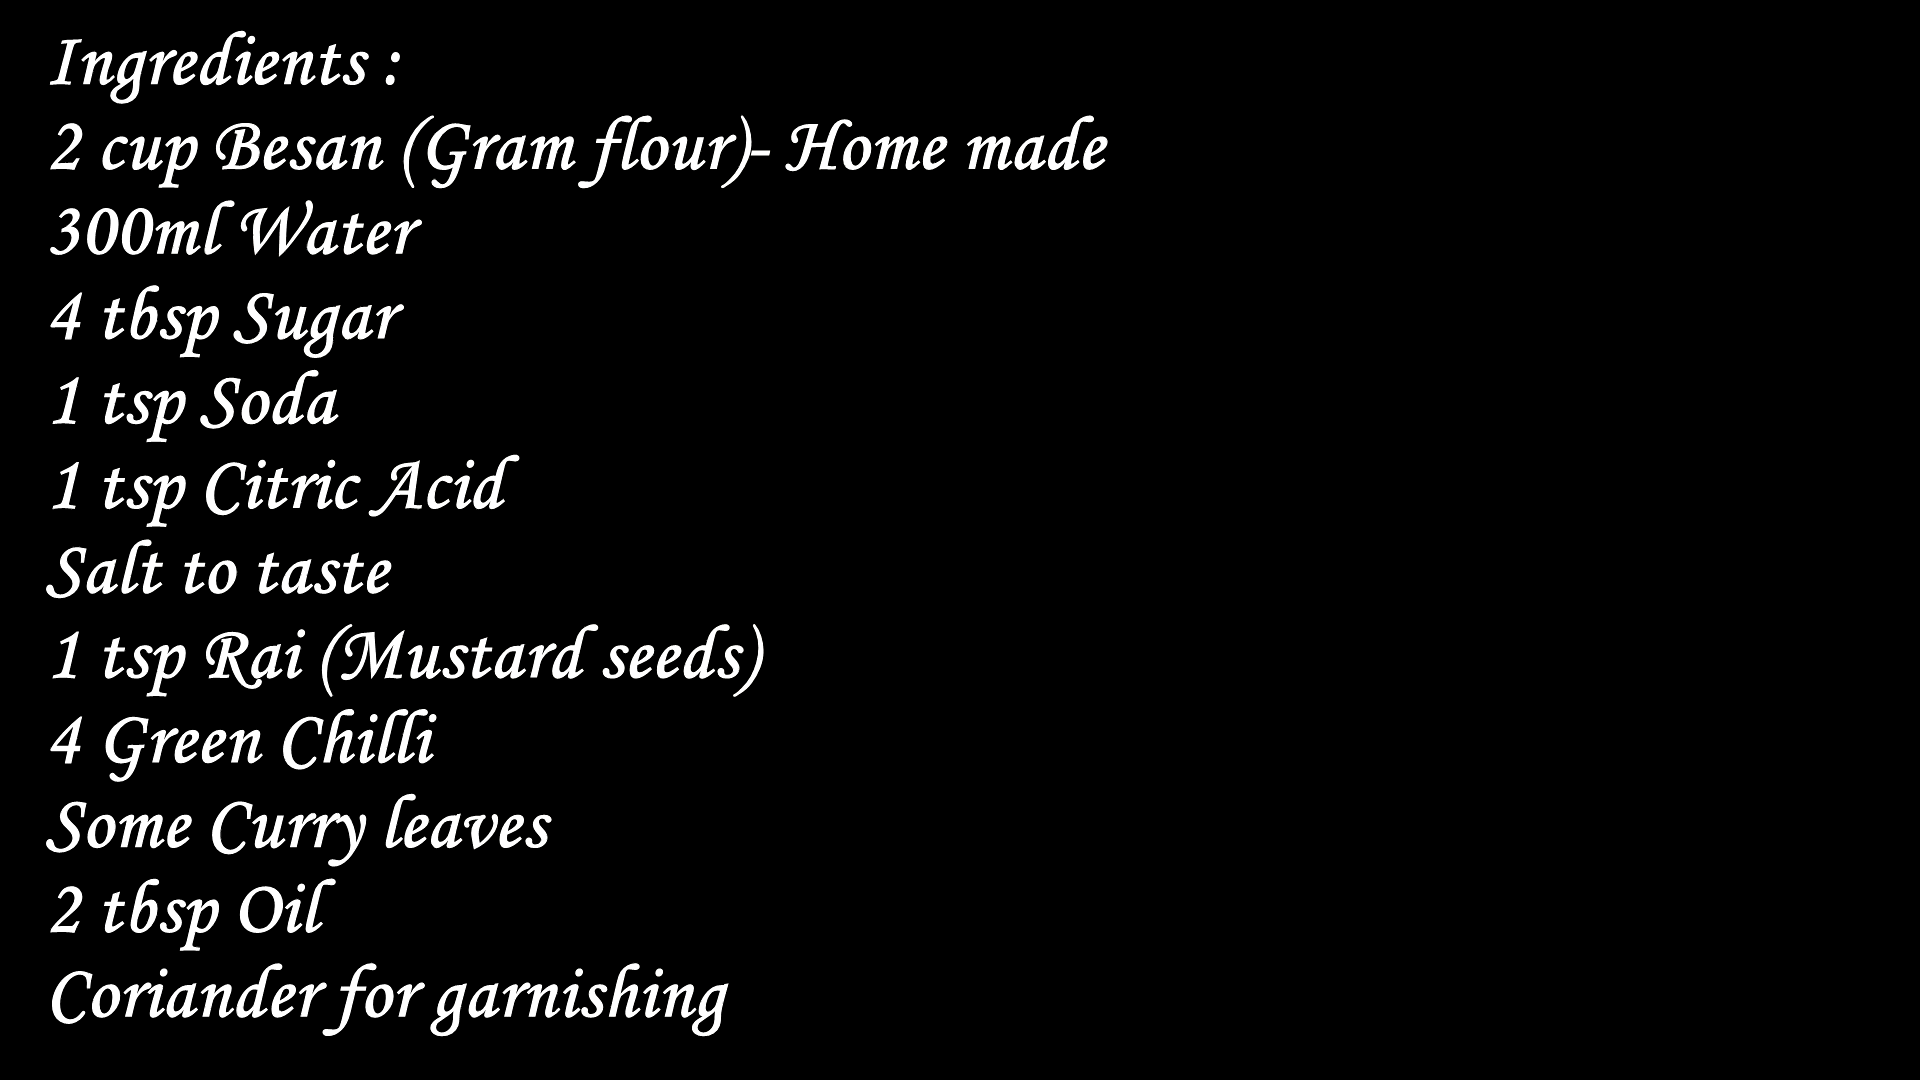 Ingredients :
2 cup Besan (Gram flour)- Home made
300ml Water
4 tbsp Sugar
1 tsp Soda
1 tsp Citric Acid
Salt to taste
1 tsp Rai (Mustard seeds)
4 Green Chilli
Some Curry leaves
2 tbsp Oil
Coriander for garnishing